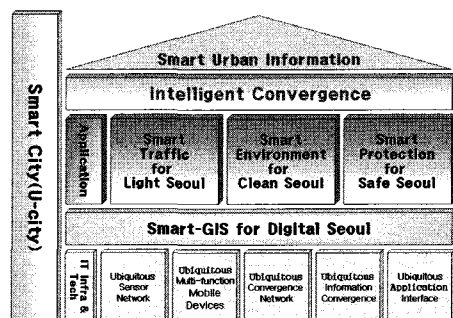 Smart City(U-city)
Smart Urban Information
Intelligent Convergence
Application
Smart
Traffic
for
Light Seoul
Smart
Environment
for
Clean Seoul
Smart
Protection
for
Safe Seoul
Smart-GIS for Digital Seoul
IT Infra &
Tech
Ubiquitous
Sensor
Network
Ubiquitous
Multi-function
Mobile
Devices
Ubiquitous
Convergence
Network
Ubiquitous
Information
Convergence
Ubiquitous
Application
Interface